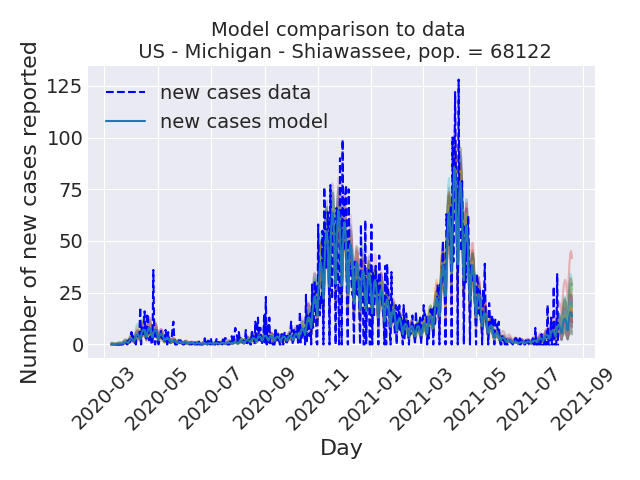 Model comparison to data
US - Michigan - Shiawassee, pop. = 68122
Number of new cases reported
125
100
75
50
25
0
new cases data
new cases model
2020-03
2020-05
2020-07
2020-09
2020-11
2021-01
2021-03
2021-05
2021-07
2021-09
Day